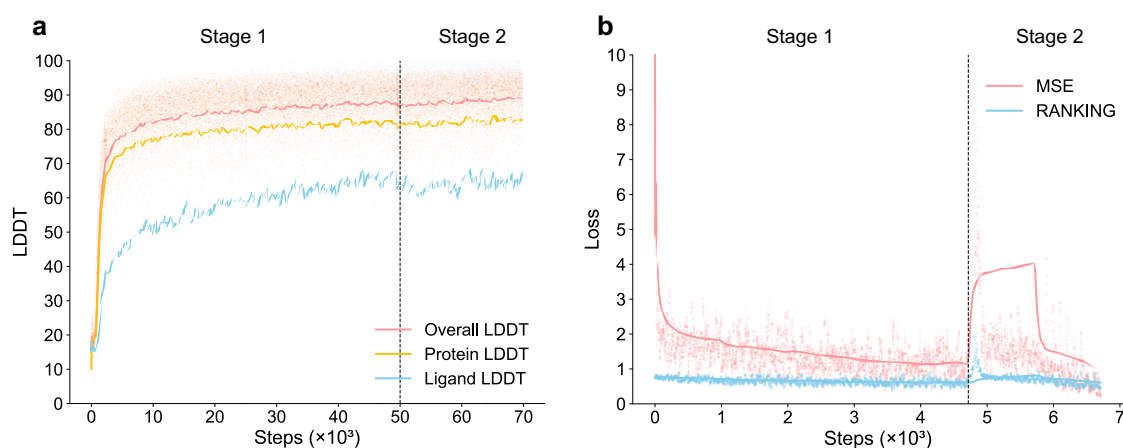 a
Stage 1
Stage 2
100
90
80
70
60
50
40
30
20
10
0
LDDT
Overall LDDT
Protein LDDT
Ligand LDDT
0 10 20 30 40 50 60 70
Steps (×10³)
b
Stage 1
Stage 2
10
9
8
7
6
5
4
3
2
1
0
Loss
MSE
RANKING
0 1 2 3 4 5 6 7
Steps (×10³)